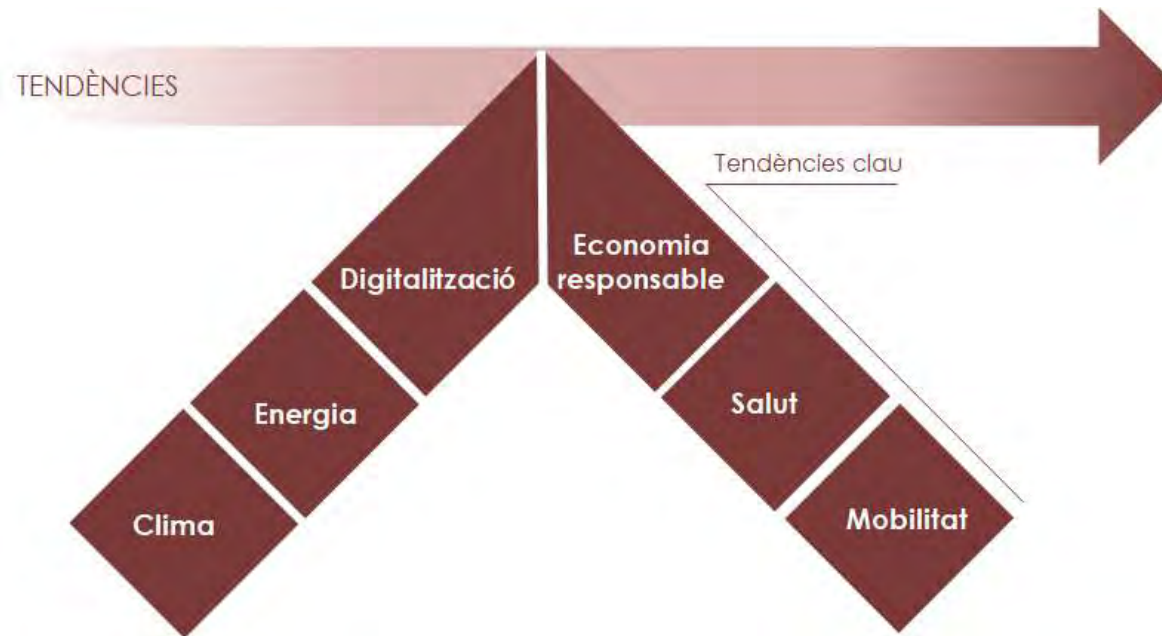 TENDÈNCIES
Tendències clau
Digitalització
Economia
responsable
Energia
Salut
Clima
Mobilitat